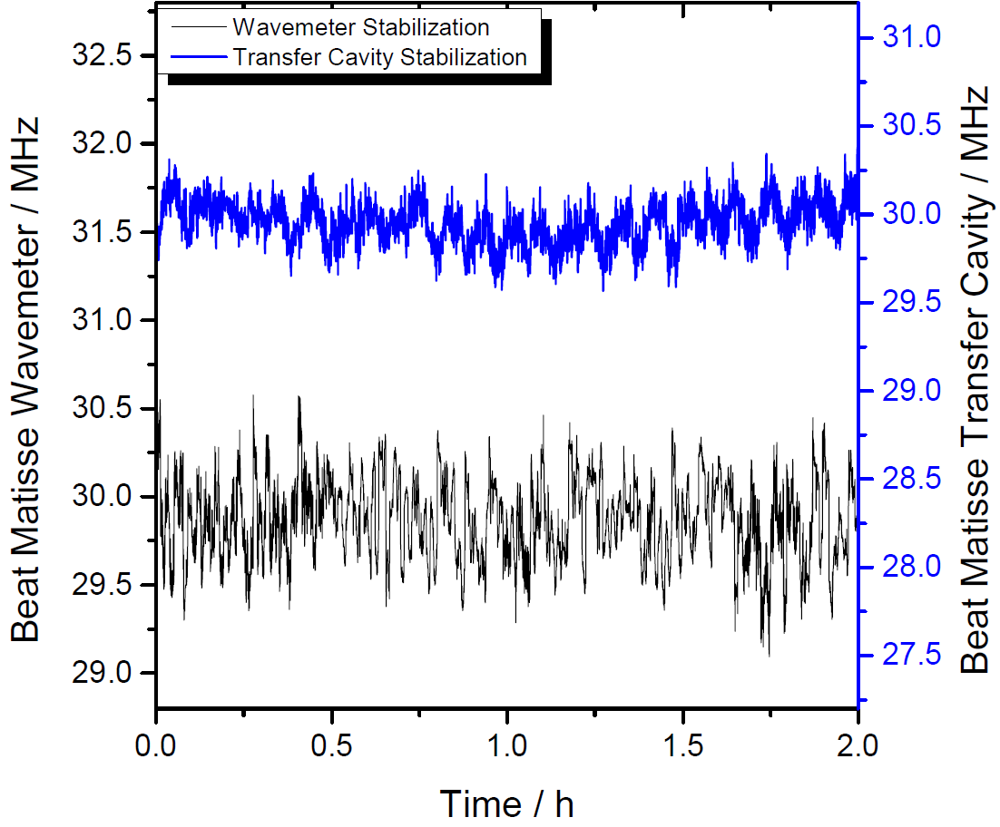 Wavemeter Stabilization
Transfer Cavity Stabilization
Beat Matisse Wavemeter / MHz
32.5
32.0
31.5
31.0
30.5
30.0
29.5
29.0
31.0
30.5
30.0
29.5
29.0
28.5
28.0
27.5
Beat Matisse Transfer Cavity / MHz
0.0 0.5 1.0 1.5 2.0
Time / h